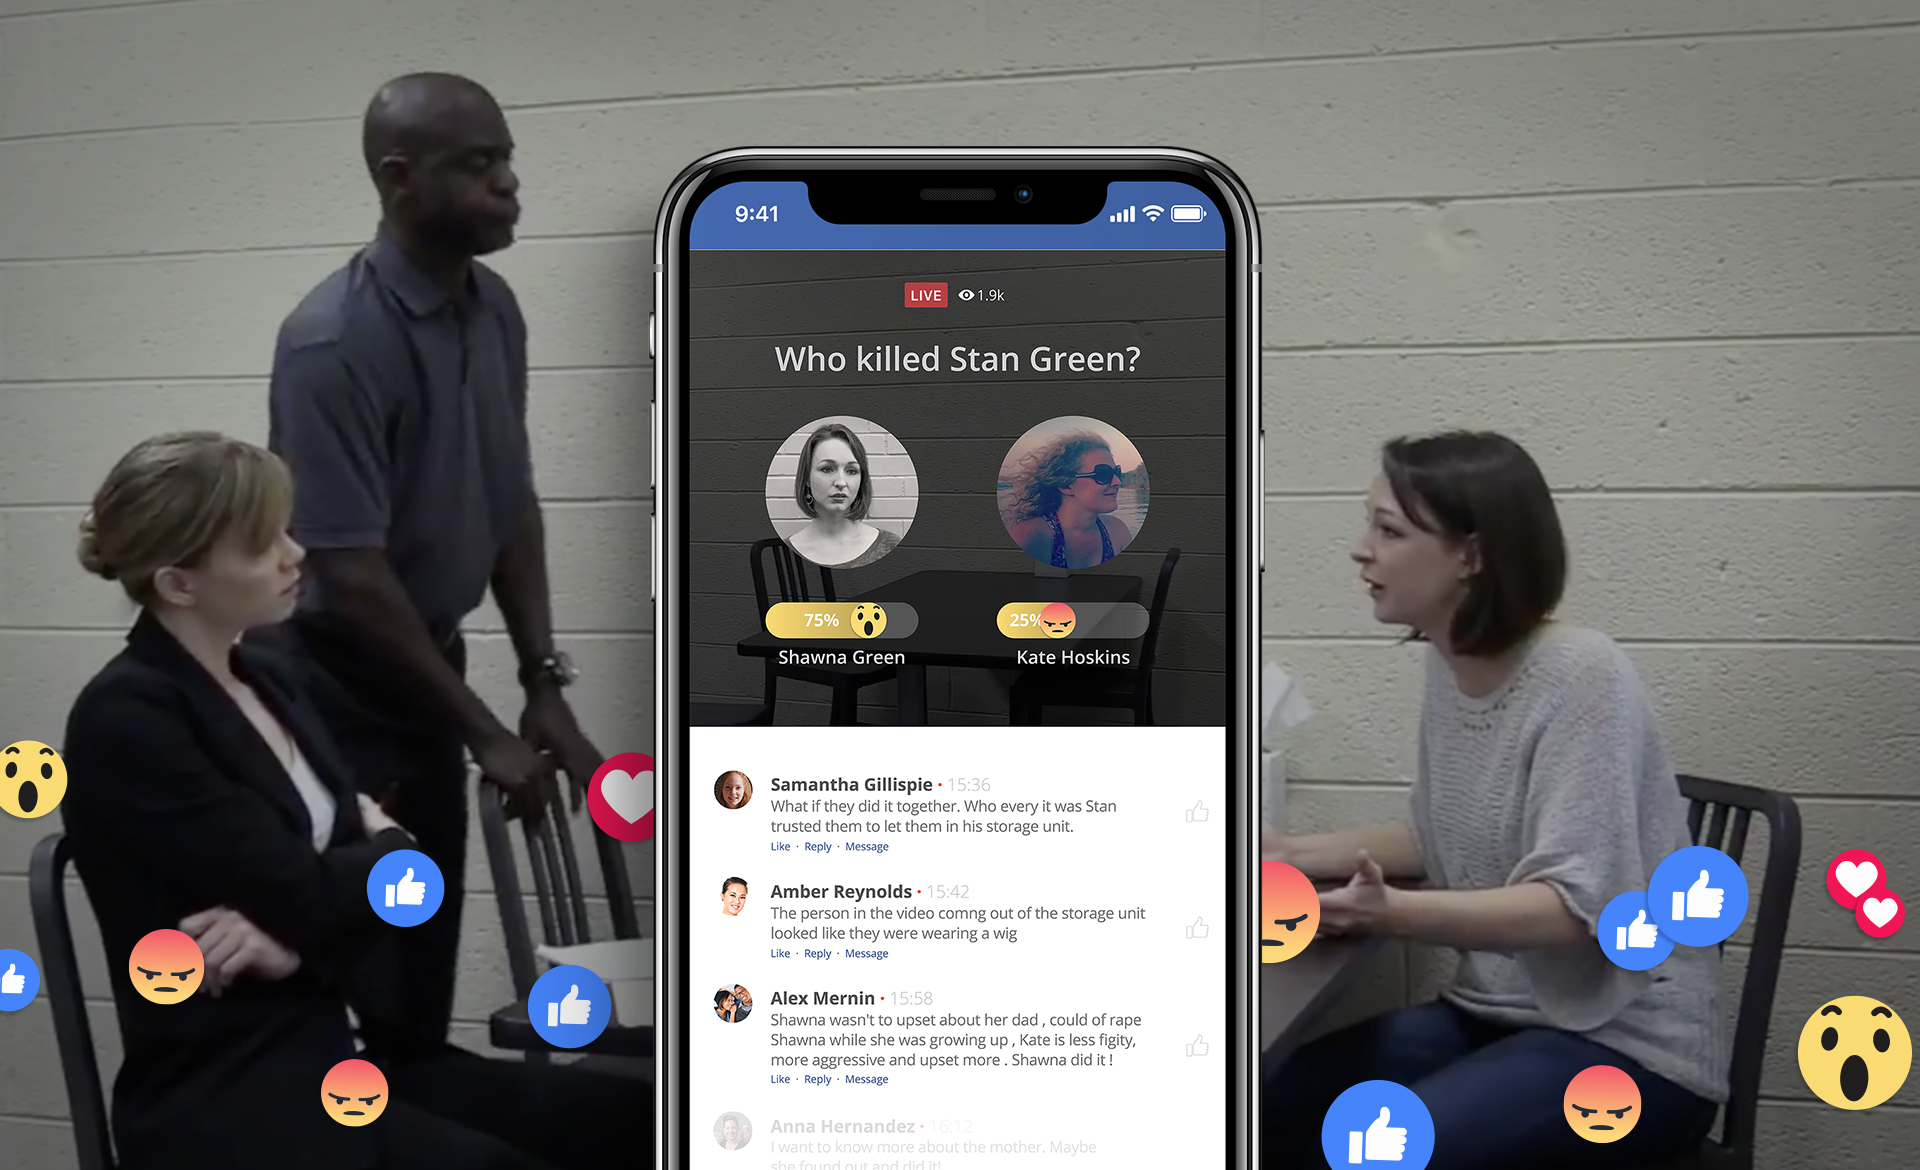 9:41
LIVE 1.9k
Who killed Stan Green?
75% 25%
Shawna Green Kate Hoskins
Samantha Gillispie • 15:36
What if they did it together. Who every it was Stan
trusted them to let them in his storage unit.
Like · Reply · Message
Amber Reynolds • 15:42
The person in the video comng out of the storage unit
looked like they were wearing a wig
Like · Reply · Message
Alex Mernin • 15:58
Shawna wasn't to upset about her dad , could of rape
Shawna while she was growing up , Kate is less figity,
more aggressive and upset more . Shawna did it !
Like · Reply · Message
Anna Hernandez • 16:12
I want to know more about the mother. Maybe
she found out and did it!